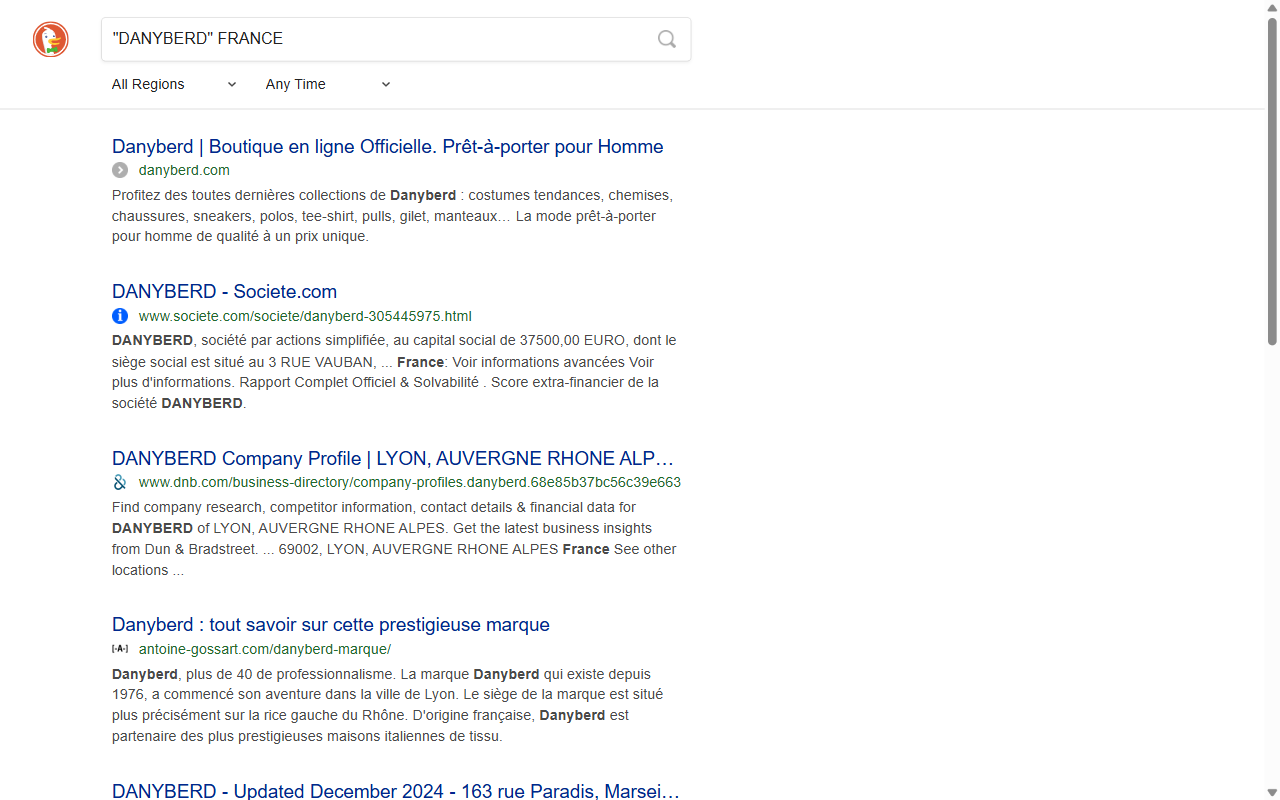 "DANYBERD" FRANCE
All Regions
Any Time
Danyberd | Boutique en ligne Officielle. Prêt-à-porter pour Homme
danyberd.com
Profitez des toutes dernières collections de Danyberd : costumes tendances, chemises,
chaussures, sneakers, polos, tee-shirt, pulls, gilet, manteaux… La mode prêt-à-porter
pour homme de qualité à un prix unique.
DANYBERD - Societe.com
www.societe.com/societe/danyberd-305445975.html
DANYBERD, société par actions simplifiée, au capital social de 37500,00 EURO, dont le
siège social est situé au 3 RUE VAUBAN, ... France: Voir informations avancées Voir
plus d'informations. Rapport Complet Officiel & Solvabilité . Score extra-financier de la
société DANYBERD.
DANYBERD Company Profile | LYON, AUVERGNE RHONE ALP…
www.dnb.com/business-directory/company-profiles.danyberd.68e85b37bc56c39e663
Find company research, competitor information, contact details & financial data for
DANYBERD of LYON, AUVERGNE RHONE ALPES. Get the latest business insights
from Dun & Bradstreet. ... 69002, LYON, AUVERGNE RHONE ALPES France See other
locations ...
Danyberd : tout savoir sur cette prestigieuse marque
[-A-] antoine-gossart.com/danyberd-marque/
Danyberd, plus de 40 de professionnalisme. La marque Danyberd qui existe depuis
1976, a commencé son aventure dans la ville de Lyon. Le siège de la marque est situé
plus précisément sur la rice gauche du Rhône. D'origine française, Danyberd est
partenaire des plus prestigieuses maisons italiennes de tissu.
DANYBERD - Updated December 2024 - 163 rue Paradis, Marsei…